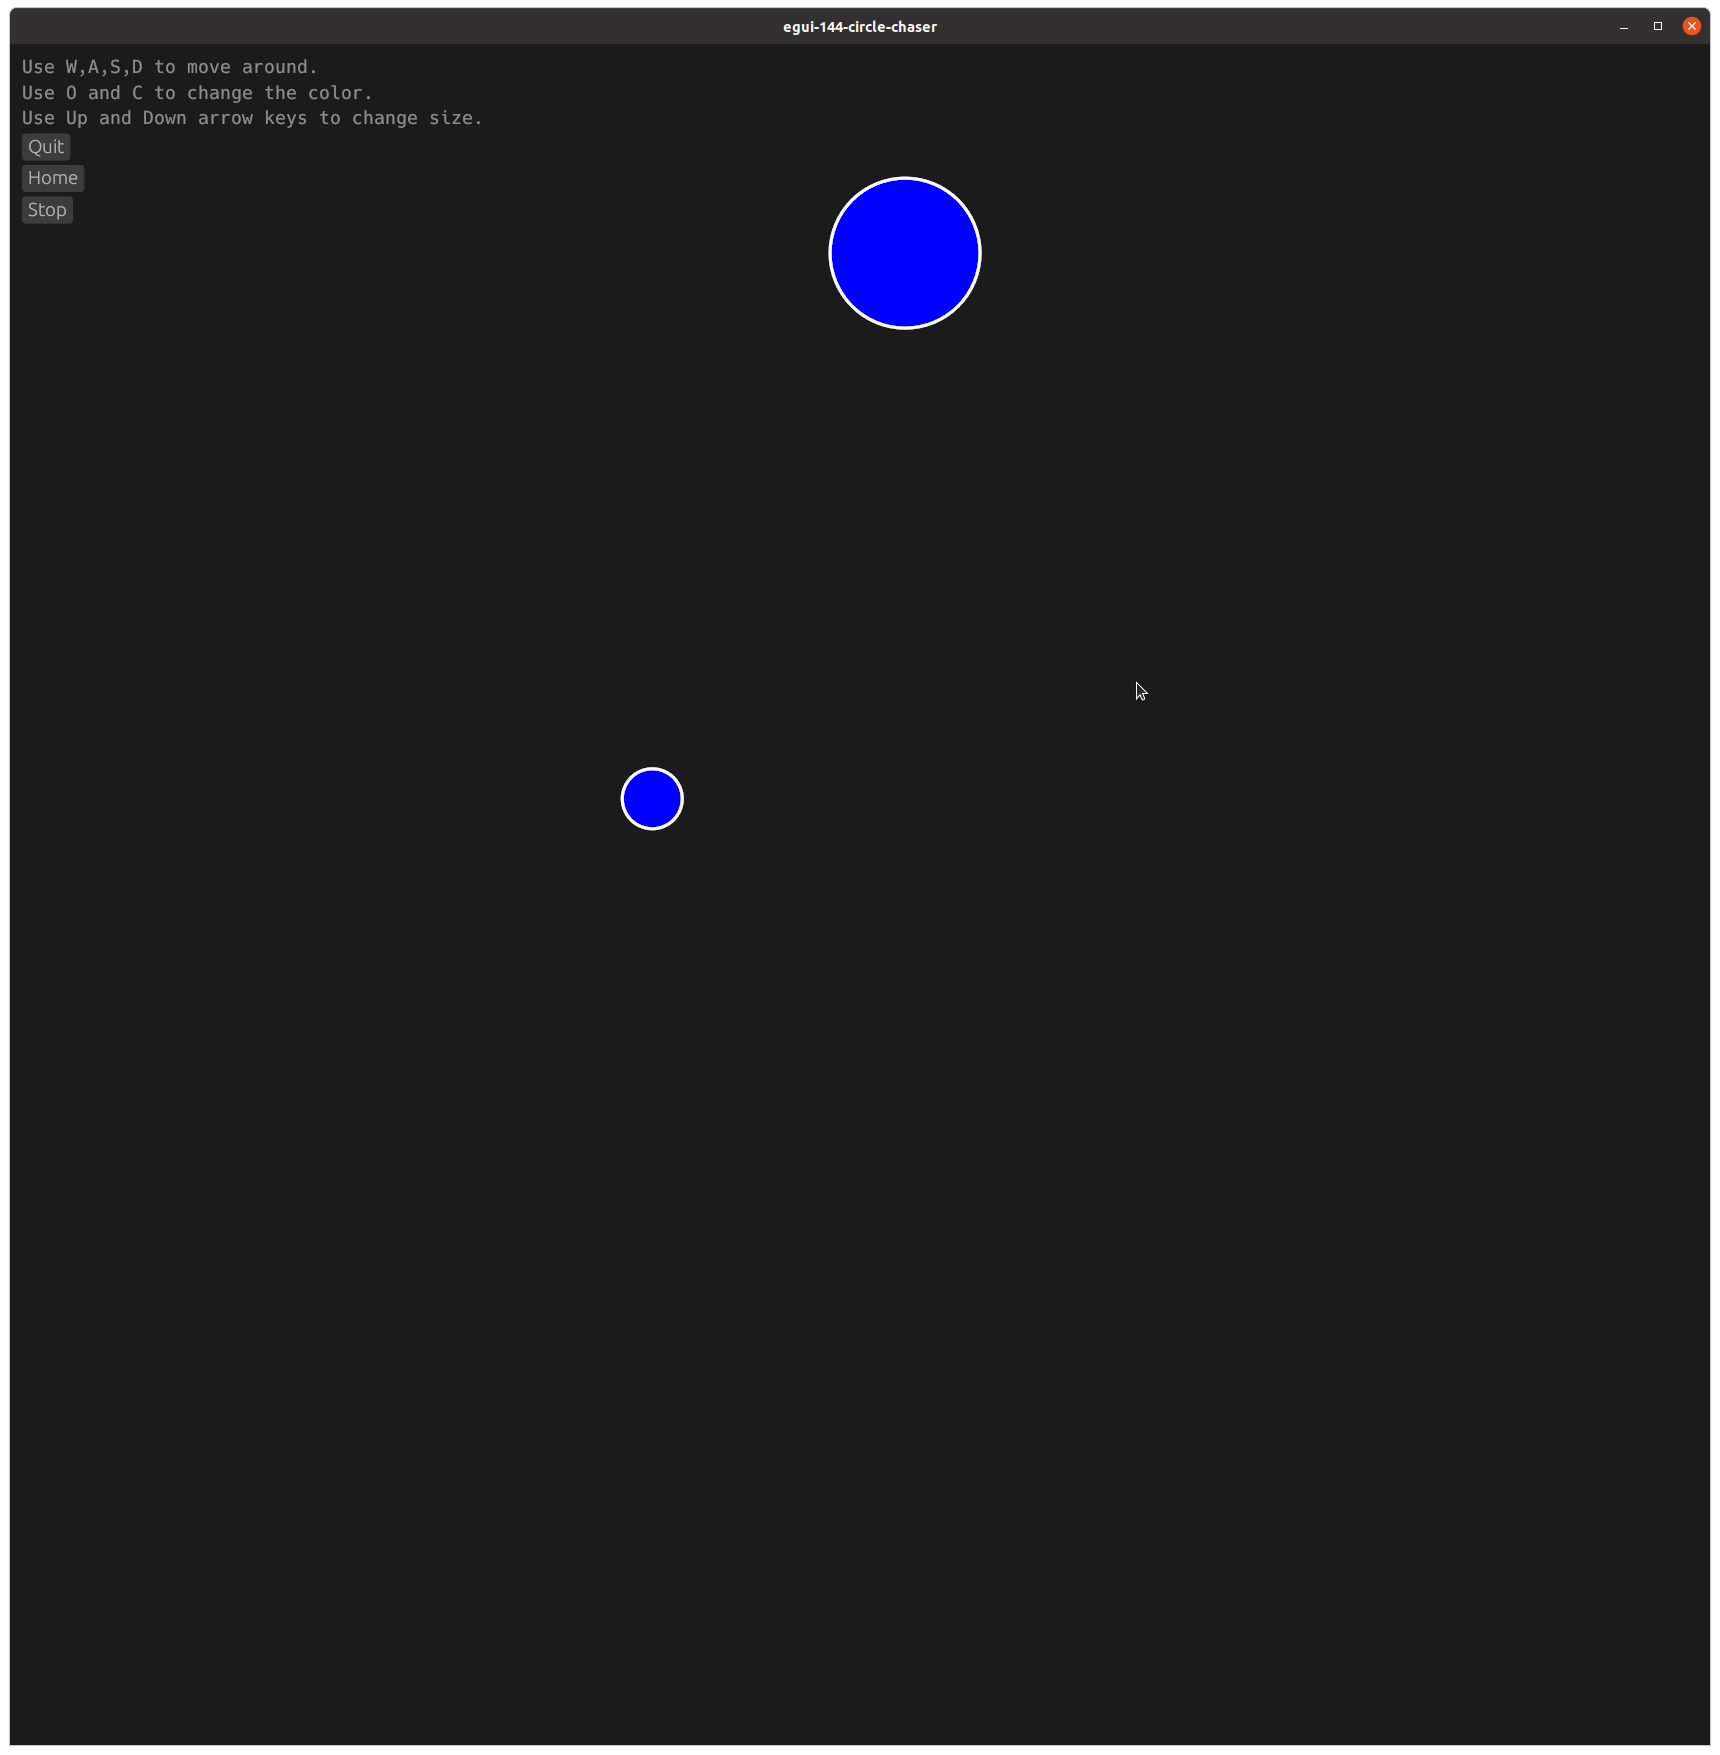 egui-144-circle-chaser
Use W,A,S,D to move around.
Use O and C to change the color.
Use Up and Down arrow keys to change size.
Quit
Home
Stop